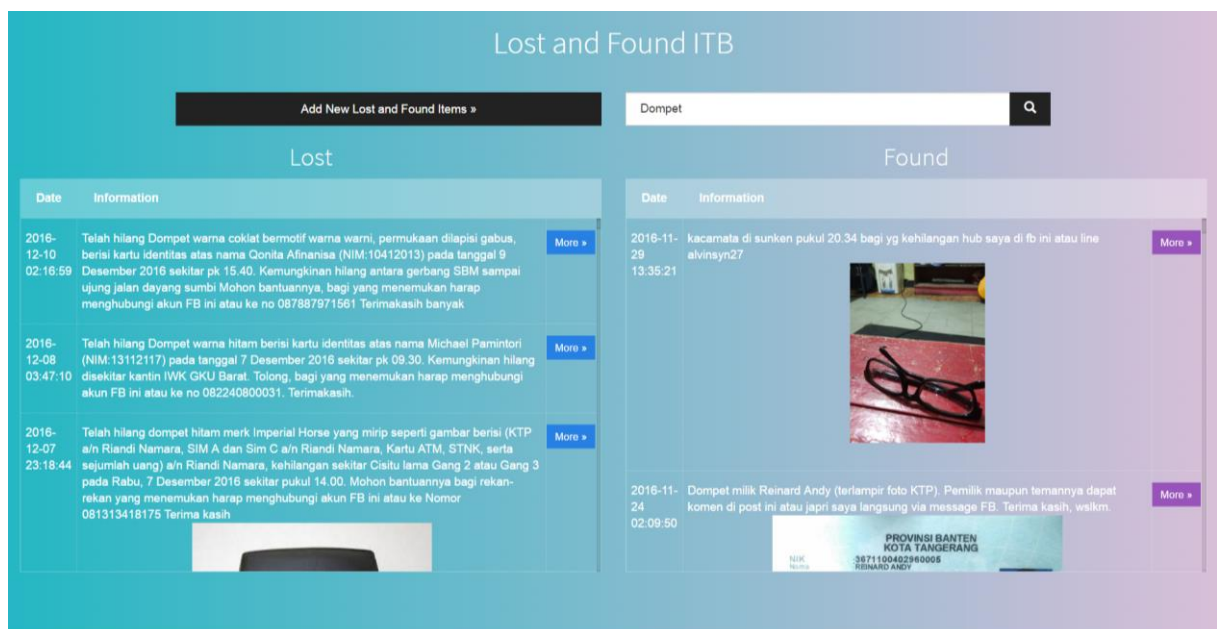 Lost and Found ITB
Add New Lost and Found Items »
Dompet
Lost
Found
Date Information
2016-12-10 02:16:59
Telah hilang Dompet warna coklat bermotif warna warni, permukaan dilapisi gabus,
berisi kartu identitas atas nama Qonita Afinanisa (NIM:10412013) pada tanggal 9
Desember 2016 sekitar pk 15.40. Kemungkinan hilang antara gerbang SBM sampai
ujung jalan dayang sumbi Mohon bantuannya, bagi yang menemukan harap
menghubungi akun FB ini atau ke no 087887971561 Terimakasih banyak
More »
2016-12-08 03:47:10
Telah hilang Dompet warna hitam berisi kartu identitas atas nama Michael Pamintori
(NIM:13112117) pada tanggal 7 Desember 2016 sekitar pk 09.30. Kemungkinan hilang
disekitar kantin IWK GKU Barat. Tolong, bagi yang menemukan harap menghubungi
akun FB ini atau ke no 082240800031. Terimakasih.
More »
2016-12-07 23:18:44
Telah hilang dompet hitam merk Imperial Horse yang mirip seperti gambar berisi (KTP
a/n Riandi Namara, SIM A dan Sim C a/n Riandi Namara, Kartu ATM, STNK, serta
sejumlah uang) a/n Riandi Namara, kehilangan sekitar Cisitu lama Gang 2 atau Gang 3
pada Rabu, 7 Desember 2016 sekitar pukul 14.00. Mohon bantuannya bagi rekan-
rekan yang menemukan harap menghubungi akun FB ini atau ke Nomor
081313418175 Terima kasih
More »
Date Information
2016-11-29 13:35:21
kacamata di sunken pukul 20.34 bagi yg kehilangan hub saya di fb ini atau line
alvinsyn27
More »
2016-11-24 02:09:50
Dompet milik Reinard Andy (terlampir foto KTP). Pemilik maupun temannya dapat
komen di post ini atau japri saya langsung via message FB. Terima kasih, wslkm.
More »
PROVINSI BANTEN
KOTA TANGERANG
NIK 3671100402960005
Nama REINARD ANDY